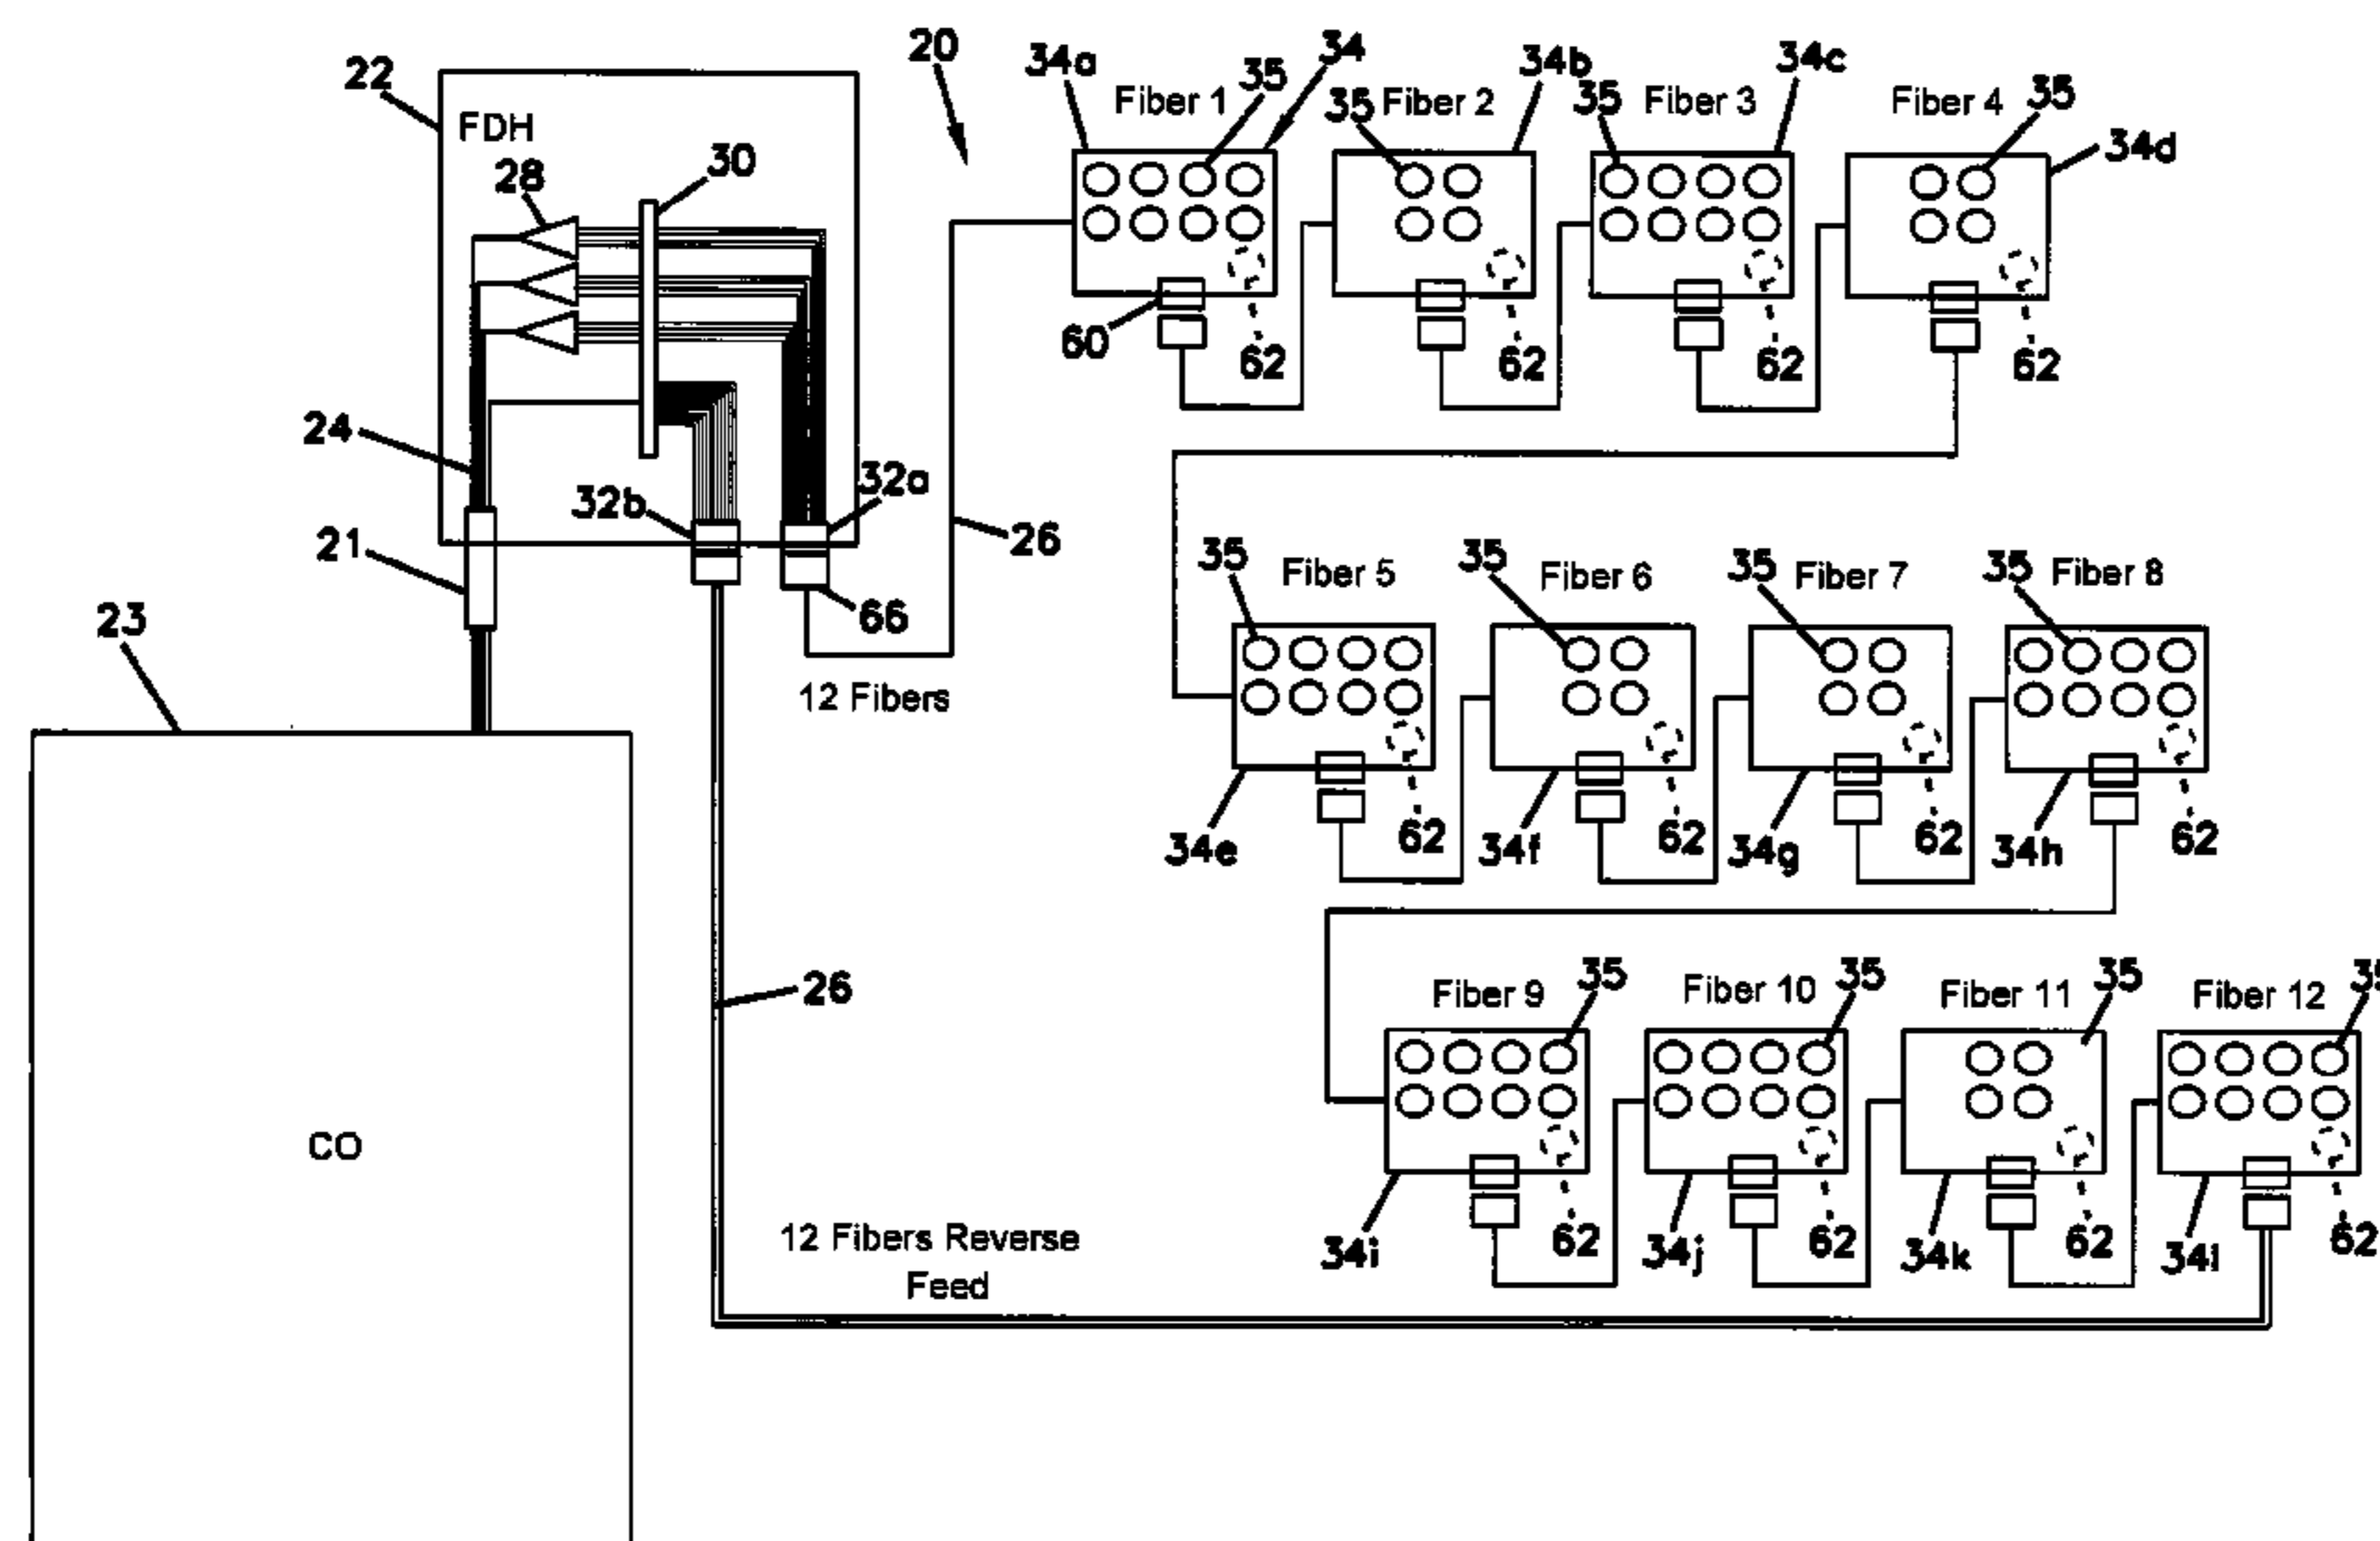 20
34a
Fiber 1
35
34
35
Fiber 2
34b
35
Fiber 3
34c
Fiber 4
35
34d
22
FDH
28
30
60
62
62
62
62
24
32b
32a
21
26
66
12 Fibers
23
35
Fiber 5
35
Fiber 6
35
Fiber 7
35
Fiber 8
34e
62
34f
62
34g
62
34h
62
26
Fiber 9
35
Fiber 10
35
Fiber 11
35
Fiber 12
CO
34i
62
34j
62
34k
62
34l
62
12 Fibers Reverse
Feed